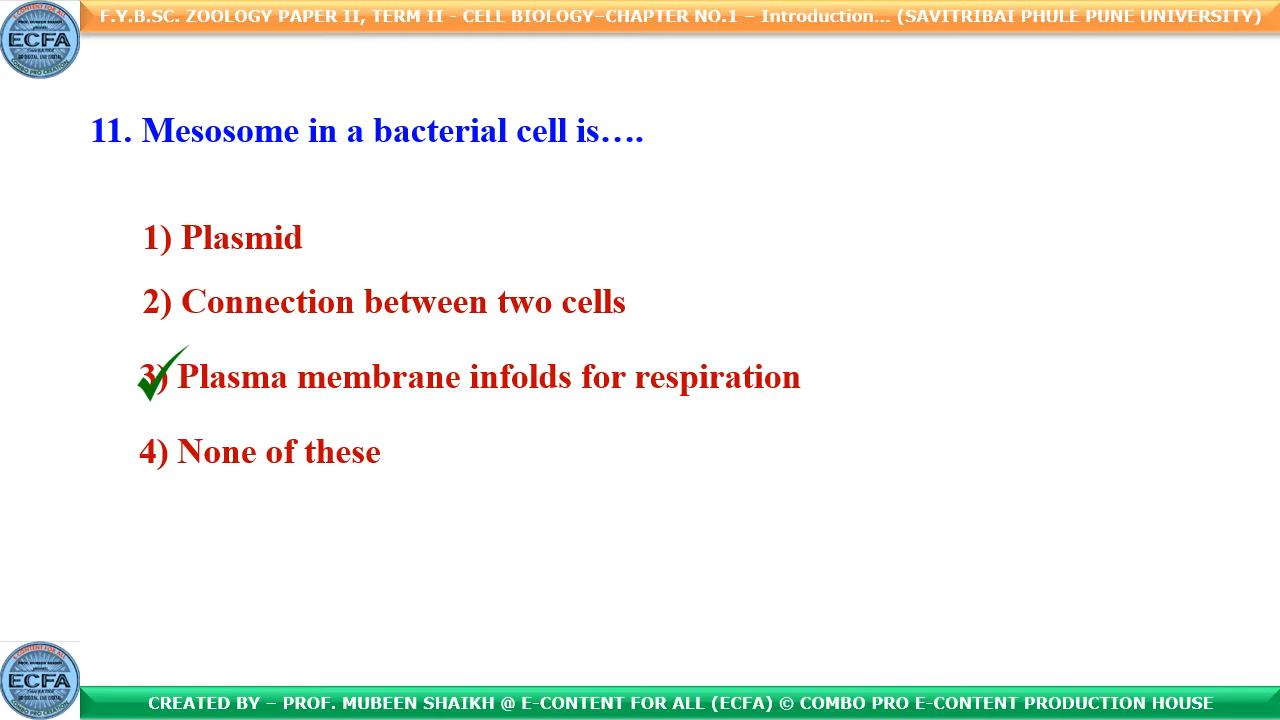 F.Y.B.SC. ZOOLOGY PAPER II, TERM II - CELL BIOLOGY–CHAPTER NO.1 – Introduction... (SAVITRIBAI PHULE PUNE UNIVERSITY)
ECFA
11. Mesosome in a bacterial cell is….
1) Plasmid
2) Connection between two cells
3) Plasma membrane infolds for respiration
4) None of these
ECFA
CREATED BY – PROF. MUBEEN SHAIKH @ E-CONTENT FOR ALL (ECFA) © COMBO PRO E-CONTENT PRODUCTION HOUSE